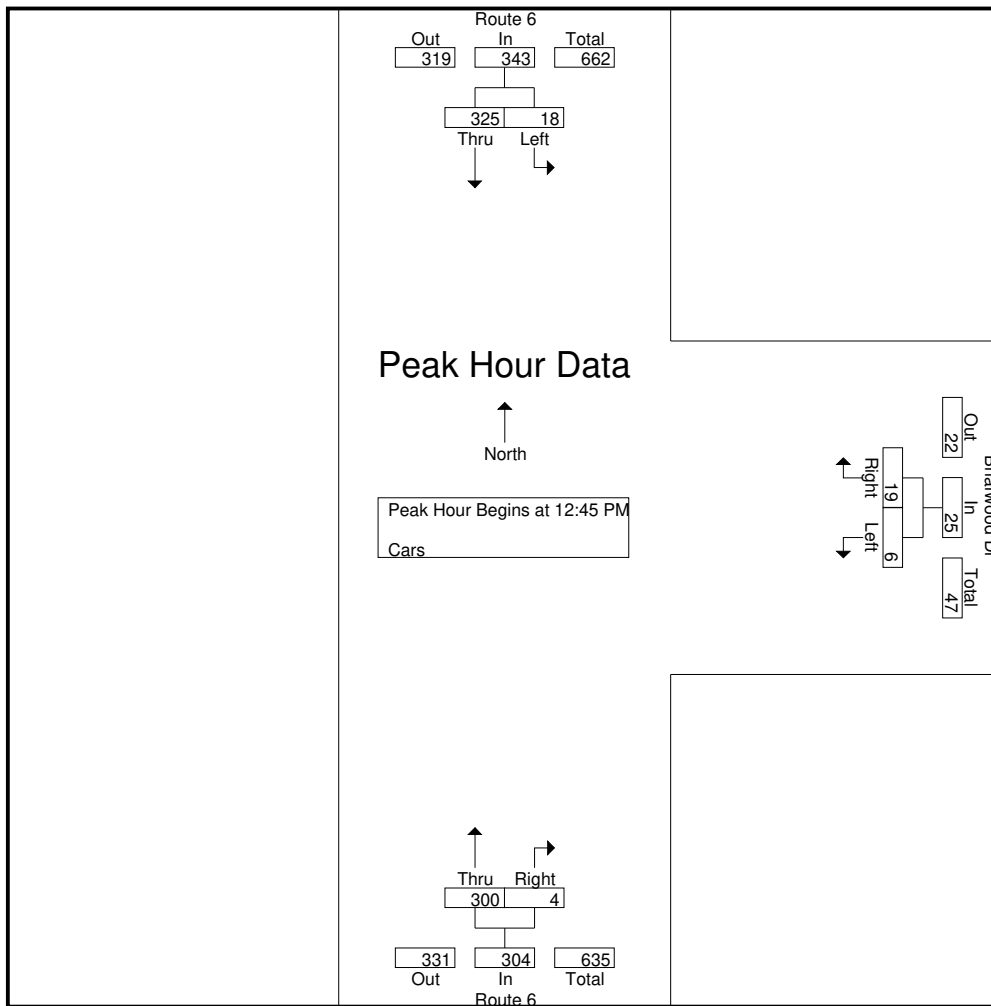 Route 6
Out In Total
319 343 662
325 18
Thru Left
Peak Hour Data
North
Peak Hour Begins at 12:45 PM
Cars
Out In Total
22 25 47
Right Left
19 6
Thru Right
300 4
331 304 635
Out In Total
Route 6